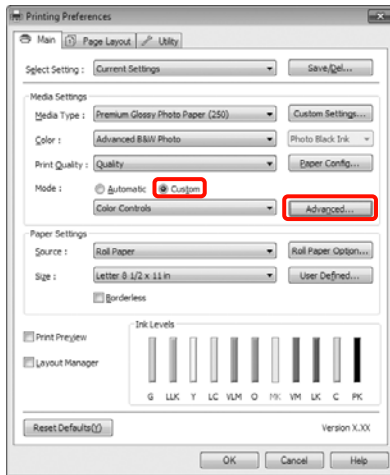 Printing Preferences
Main Page Layout Utility
Select Setting : Current Settings Save/Del...
Media Settings
Media Type : Premium Glossy Photo Paper (250) Custom Settings...
Color : Advanced B&W Photo Photo Black Ink
Print Quality : Quality Paper Config...
Mode : Automatic Custom
Color Controls Advanced...
Paper Settings
Source : Roll Paper Roll Paper Option...
Size : Letter 8 1/2 x 11 in User Defined...
Borderless
Ink Levels
Print Preview
Layout Manager
G LLK Y LC VLM O MK VM LK C PK
Reset Defaults(Y) Version X.XX
OK Cancel Help